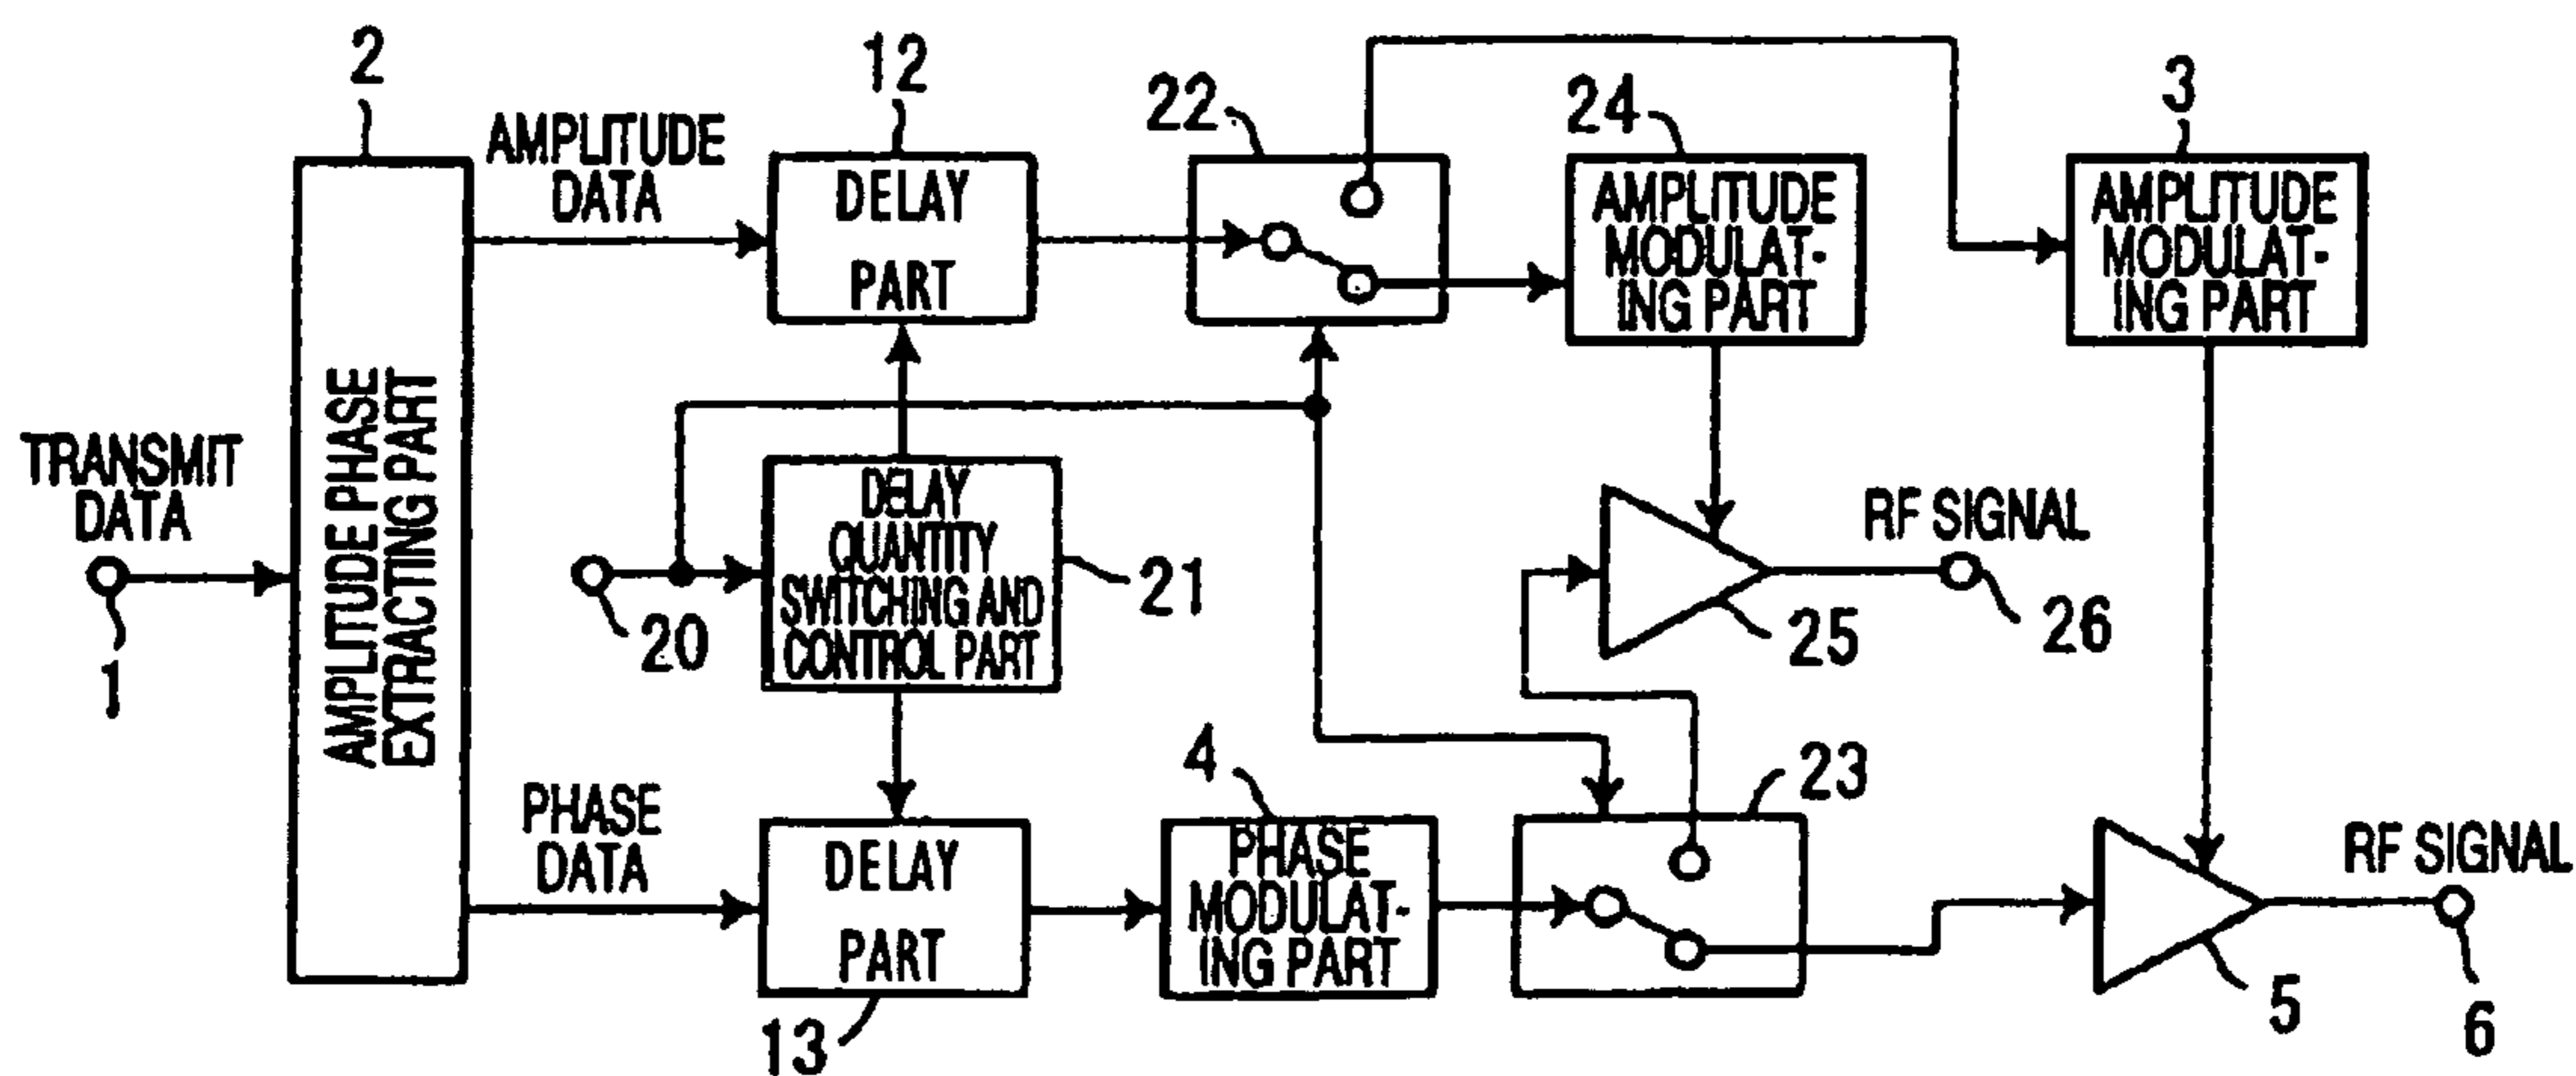 2
12
22
24
3
AMPLITUDE
DATA
DELAY
PART
AMPLITUDE
MODULAT-
ING PART
AMPLITUDE
MODULAT-
ING PART
TRANSMIT
DATA
1
AMPLITUDE PHASE
EXTRACTING PART
20
DELAY
QUANTITY
SWITCHING AND
CONTROL PART
21
RF SIGNAL
25
26
PHASE
DATA
DELAY
PART
13
4
PHASE
MODULAT-
ING PART
23
RF SIGNAL
5
6